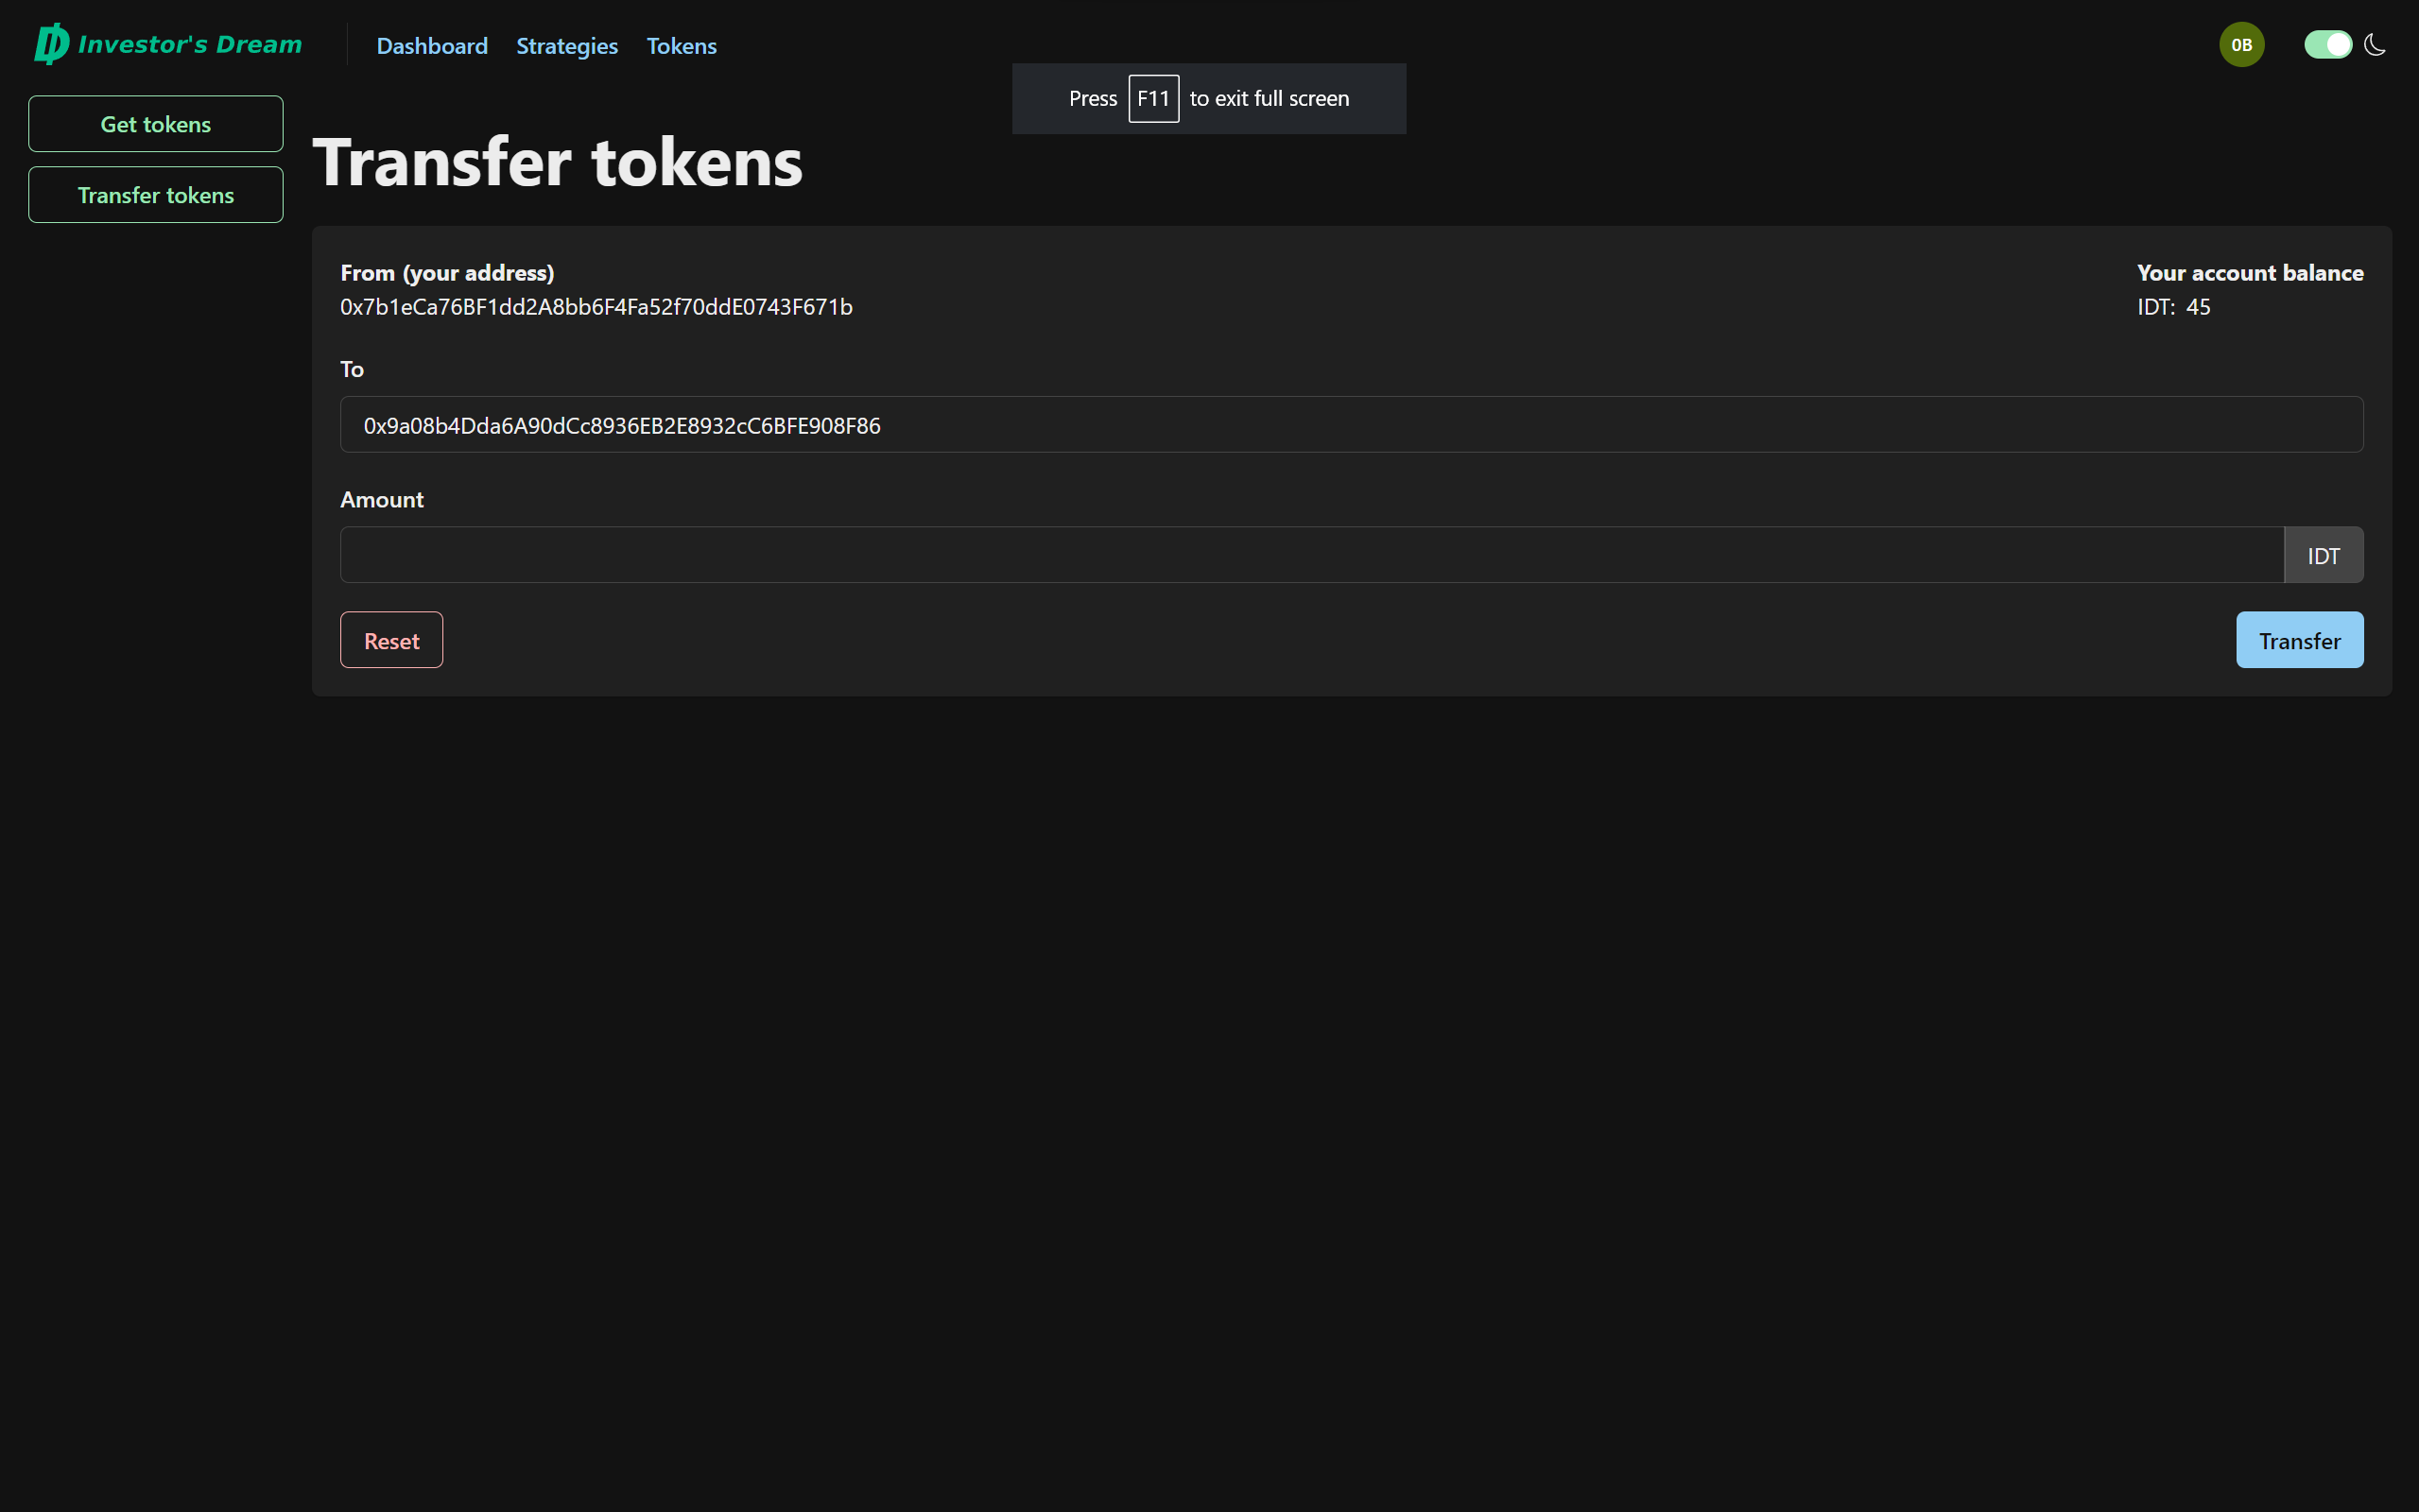 Investor's Dream
Dashboard Strategies Tokens
0B
Press F11 to exit full screen
Get tokens
Transfer tokens
Transfer tokens
From (your address)
0x7b1eCa76BF1dd2A8bb6F4Fa52f70ddE0743F671b
Your account balance
IDT: 45
To
0x9a08b4Dda6A90dCc8936EB2E8932cC6BFE908F86
Amount
IDT
Reset
Transfer